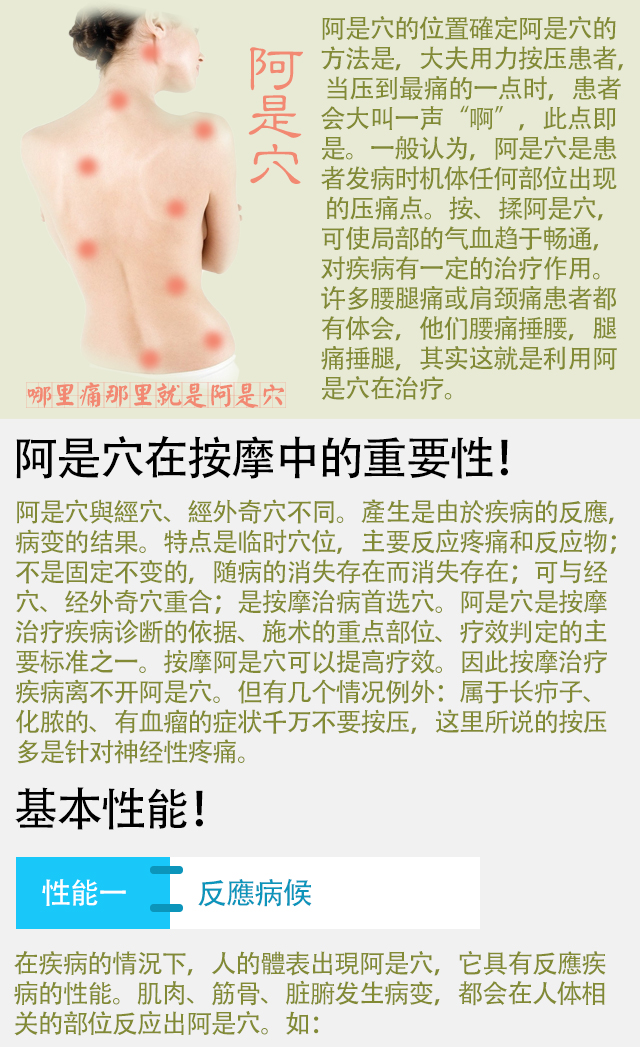 阿是穴
哪里痛那里就是阿是穴
阿是穴的位置確定阿是穴的
方法是，大夫用力按压患者，
当压到最痛的一点时，患者
会大叫一声“啊”，此点即
是。一般认为，阿是穴是患
者发病时机体任何部位出现
的压痛点。按、揉阿是穴，
可使局部的气血趋于畅通，
对疾病有一定的治疗作用。
许多腰腿痛或肩颈痛患者都
有体会，他们腰痛捶腰，腿
痛捶腿，其实这就是利用阿
是穴在治疗。
阿是穴在按摩中的重要性！
阿是穴與經穴、經外奇穴不同。產生是由於疾病的反應，
病变的结果。特点是临时穴位，主要反应疼痛和反应物；
不是固定不变的，随病的消失存在而消失存在；可与经
穴、经外奇穴重合；是按摩治病首选穴。阿是穴是按摩
治疗疾病诊断的依据、施术的重点部位、疗效判定的主
要标准之一。按摩阿是穴可以提高疗效。因此按摩治疗
疾病离不开阿是穴。但有几个情况例外：属于长疖子、
化脓的、有血瘤的症状千万不要按压，这里所说的按压
多是针对神经性疼痛。
基本性能！
性能一
反應病候
在疾病的情況下，人的體表出現阿是穴，它具有反應疾
病的性能。肌肉、筋骨、脏腑发生病变，都会在人体相
关的部位反应出阿是穴。如：